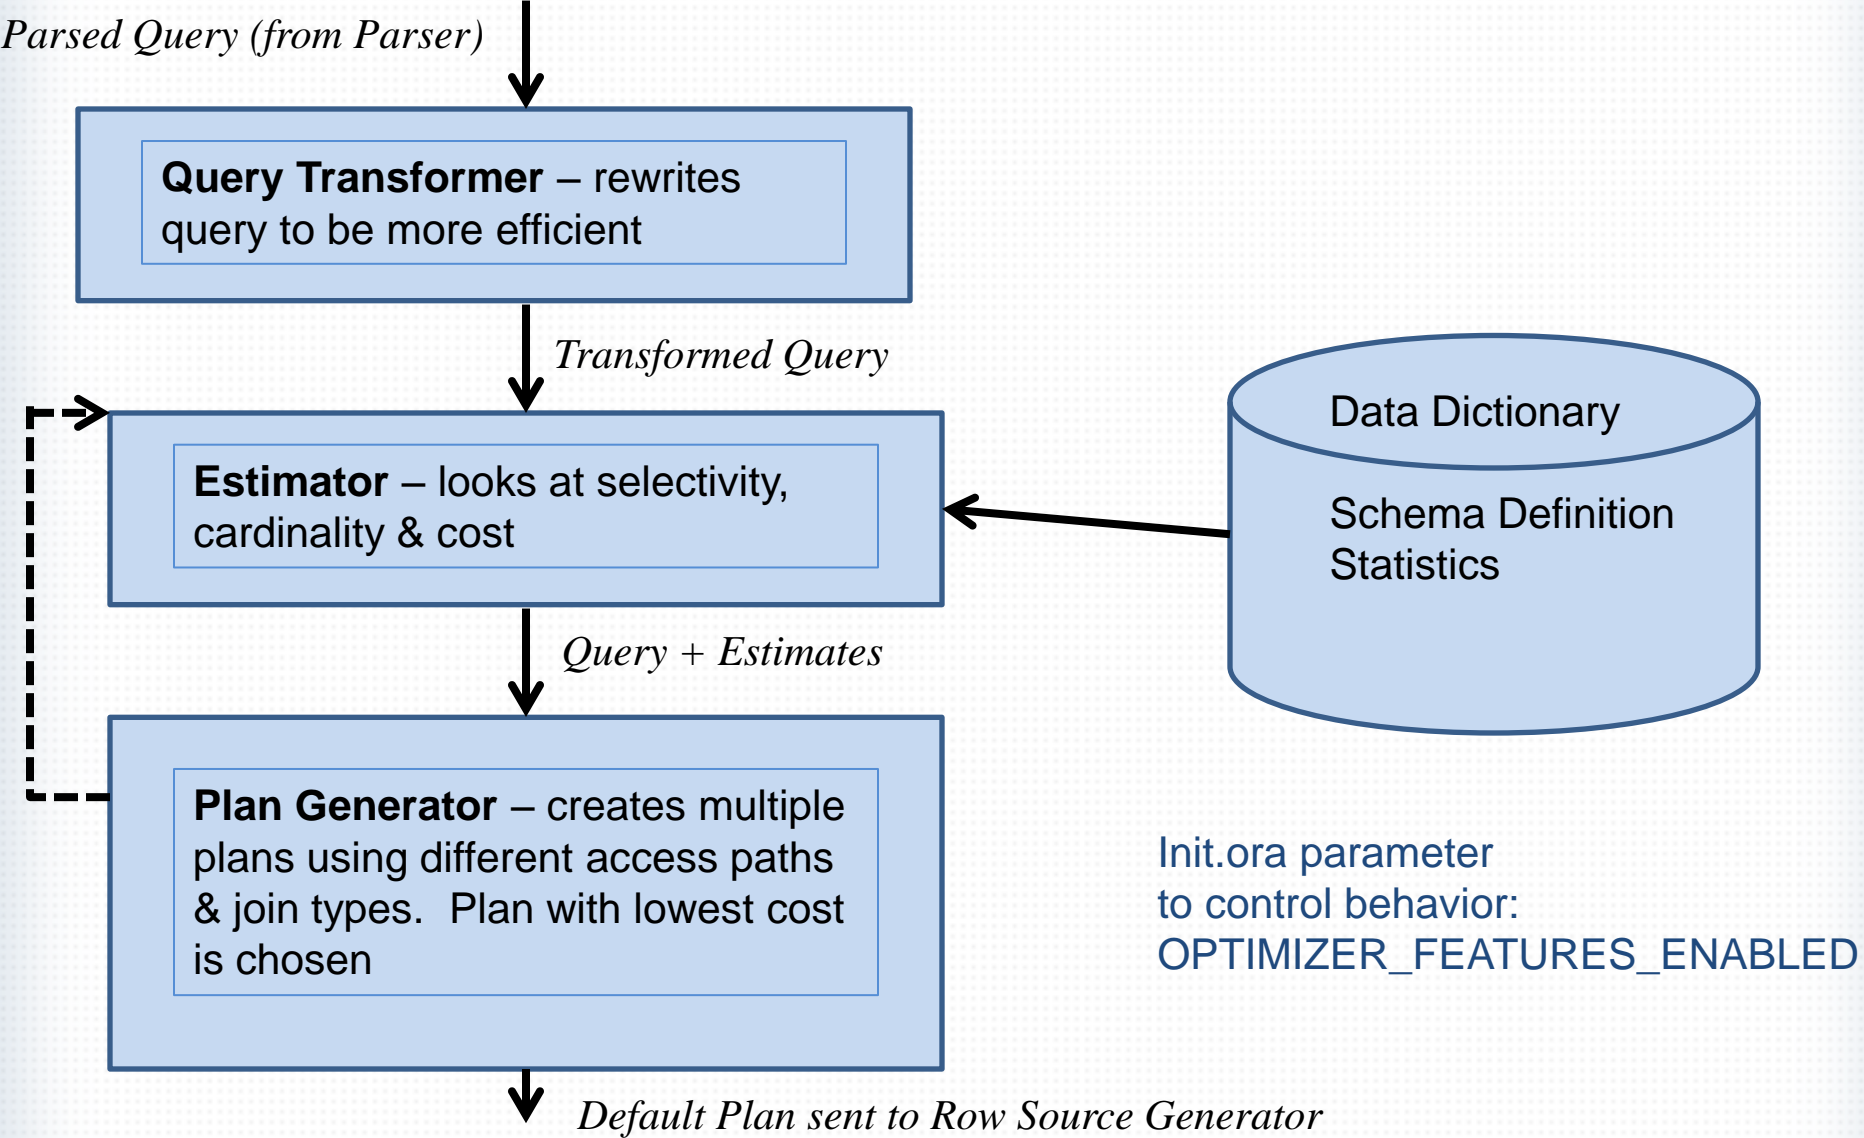 Parsed Query (from Parser)
Query Transformer – rewrites
query to be more efficient
Transformed Query
Estimator – looks at selectivity,
cardinality & cost
Data Dictionary
Schema Definition
Statistics
Query + Estimates
Plan Generator – creates multiple
plans using different access paths
& join types.  Plan with lowest cost
is chosen
Init.ora parameter
to control behavior:
OPTIMIZER_FEATURES_ENABLED
Default Plan sent to Row Source Generator